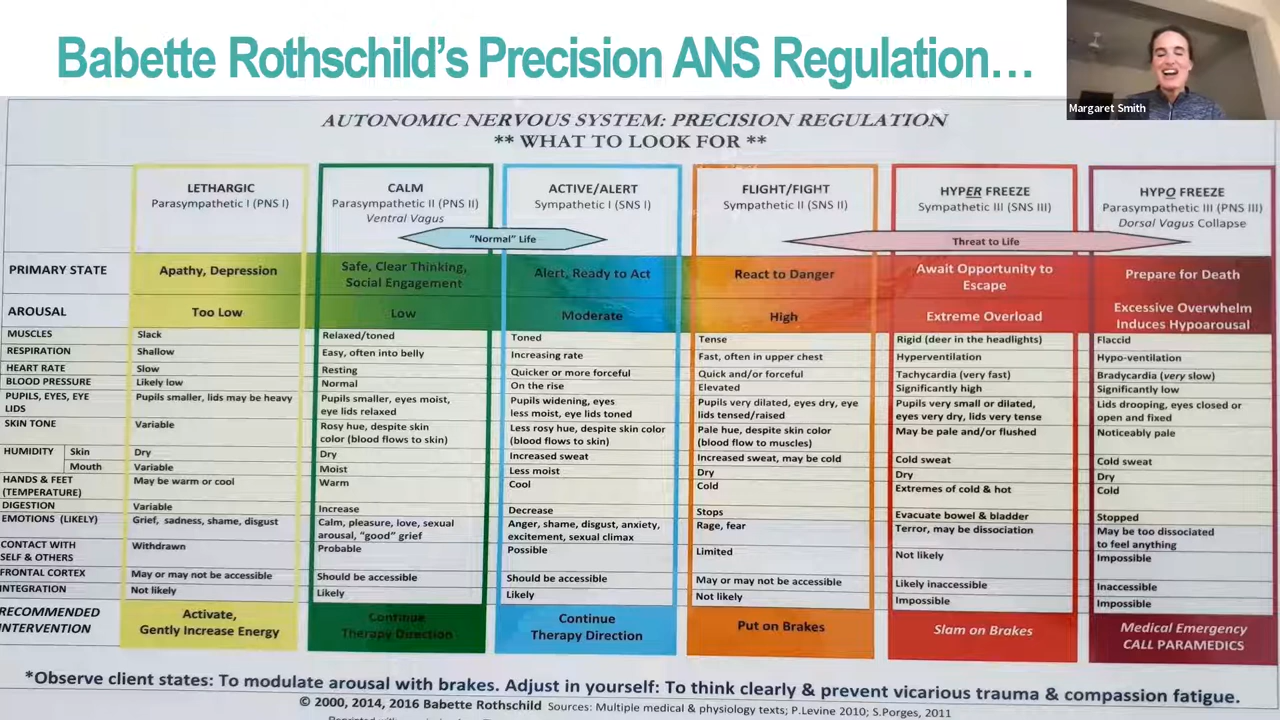 Babette Rothschild's Precision ANS Regulation…
Margaret Smith
AUTONOMIC NERVOUS SYSTEM: PRECISION REGULATION
** WHAT TO LOOK FOR **
LETHARGIC
Parasympathetic I (PNS I)
CALM
Parasympathetic II (PNS II)
Ventral Vagus
ACTIVE/ALERT
Sympathetic I (SNS I)
FLIGHT/FIGHT
Sympathetic II (SNS II)
HYPER FREEZE
Sympathetic III (SNS III)
HYPO FREEZE
Parasympathetic III (PNS III)
Dorsal Vagus Collapse
"Normal" Life
Threat to Life
PRIMARY STATE
Apathy, Depression
Safe, Clear Thinking,
Social Engagement
Alert, Ready to Act
React to Danger
Await Opportunity to
Escape
Prepare for Death
AROUSAL
Too Low
Low
Moderate
High
Extreme Overload
Excessive Overwhelm
Induces Hypoarousal
MUSCLES
Slack
Relaxed/toned
Toned
Tense
Rigid (deer in the headlights)
Flaccid
RESPIRATION
Shallow
Easy, often into belly
Increasing rate
Fast, often in upper chest
Hyperventilation
Hypo-ventilation
HEART RATE
Slow
Resting
Quicker or more forceful
Quick and/or forceful
Tachycardia (very fast)
Bradycardia (very slow)
BLOOD PRESSURE
Likely low
Normal
On the rise
Elevated
Significantly high
Significantly low
PUPILS, EYES, EYE
LIDS
Pupils smaller, lids may be heavy
Pupils smaller, eyes moist,
eye lids relaxed
Pupils widening, eyes
less moist, eye lids toned
Pupils very dilated, eyes dry, eye
lids tensed/raised
Pupils very small or dilated,
eyes very dry, lids very tense
Lids drooping, eyes closed or
open and fixed
SKIN TONE
Variable
Rosy hue, despite skin
color (blood flows to skin)
Less rosy hue, despite skin color
(blood flows to skin)
Pale hue, despite skin color
(blood flow to muscles)
May be pale and/or flushed
Noticeably pale
HUMIDITY
Skin
Dry
Dry
Increased sweat
Increased sweat, may be cold
Cold sweat
Cold sweat
Mouth
Variable
Moist
Less moist
Dry
Dry
Dry
HANDS & FEET
(TEMPERATURE)
May be warm or cool
Warm
Cool
Cold
Extremes of cold & hot
Cold
DIGESTION
Variable
Increase
Decrease
Stops
Evacuate bowel & bladder
Stopped
EMOTIONS (LIKELY)
Grief, sadness, shame, disgust
Calm, pleasure, love, sexual
arousal, "good" grief
Anger, shame, disgust, anxiety,
excitement, sexual climax
Rage, fear
Terror, may be dissociation
May be too dissociated
to feel anything
CONTACT WITH
SELF & OTHERS
Withdrawn
Probable
Possible
Limited
Not likely
Impossible
FRONTAL CORTEX
May or may not be accessible
Should be accessible
Should be accessible
May or may not be accessible
Likely inaccessible
Inaccessible
INTEGRATION
Not likely
Likely
Likely
Not likely
Impossible
Impossible
RECOMMENDED
INTERVENTION
Activate,
Gently Increase Energy
Continue
Therapy Direction
Continue
Therapy Direction
Put on Brakes
Slam on Brakes
Medical Emergency
CALL PARAMEDICS
*Observe client states: To modulate arousal with brakes. Adjust in yourself: To think clearly & prevent vicarious trauma & compassion fatigue.
© 2000, 2014, 2016 Babette Rothschild Sources: Multiple medical & physiology texts; P.Levine 2010; S.Porges, 2011